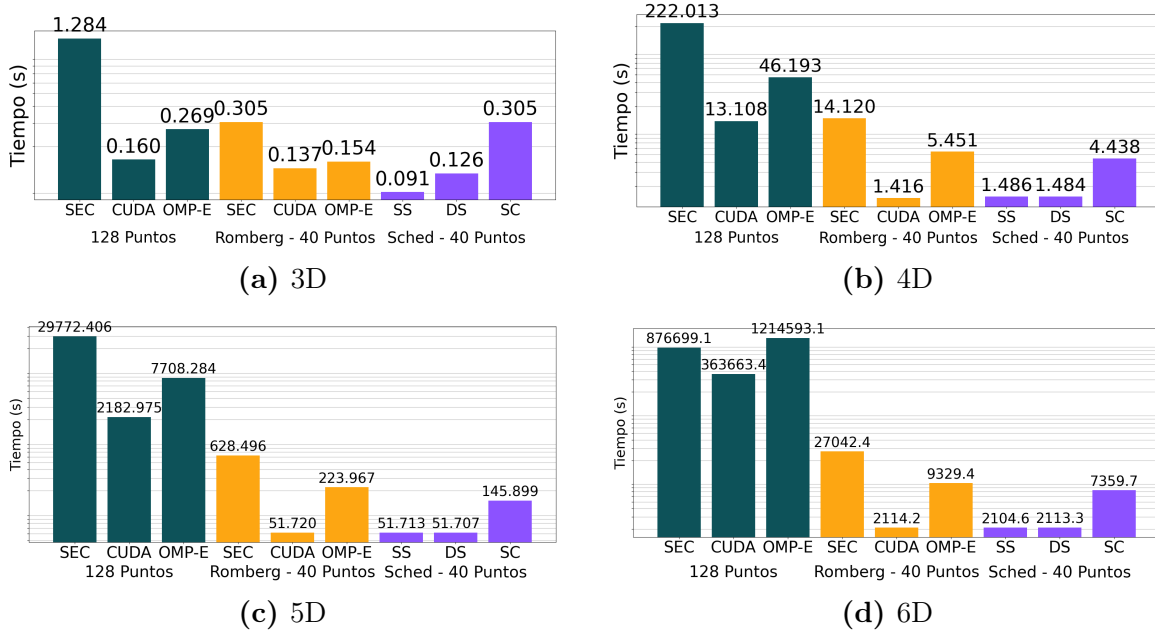 1.284
0.160
0.269
0.305
0.137
0.154
0.091
0.126
0.305
Tiempo (s)
SEC CUDA OMP-E SEC CUDA OMP-E SS DS SC
128 Puntos Romberg - 40 Puntos Sched - 40 Puntos
(a) 3D
222.013
13.108
46.193
14.120
1.416
5.451
1.486
1.484
4.438
Tiempo (s)
SEC CUDA OMP-E SEC CUDA OMP-E SS DS SC
128 Puntos Romberg - 40 Puntos Sched - 40 Puntos
(b) 4D
29772.406
2182.975
7708.284
628.496
51.720
223.967
51.713
51.707
145.899
Tiempo (s)
SEC CUDA OMP-E SEC CUDA OMP-E SS DS SC
128 Puntos Romberg - 40 Puntos Sched - 40 Puntos
(c) 5D
876699.1
363663.4
1214593.1
27042.4
2114.2
9329.4
2104.6
2113.3
7359.7
Tiempo (s)
SEC CUDA OMP-E SEC CUDA OMP-E SS DS SC
128 Puntos Romberg - 40 Puntos Sched - 40 Puntos
(d) 6D